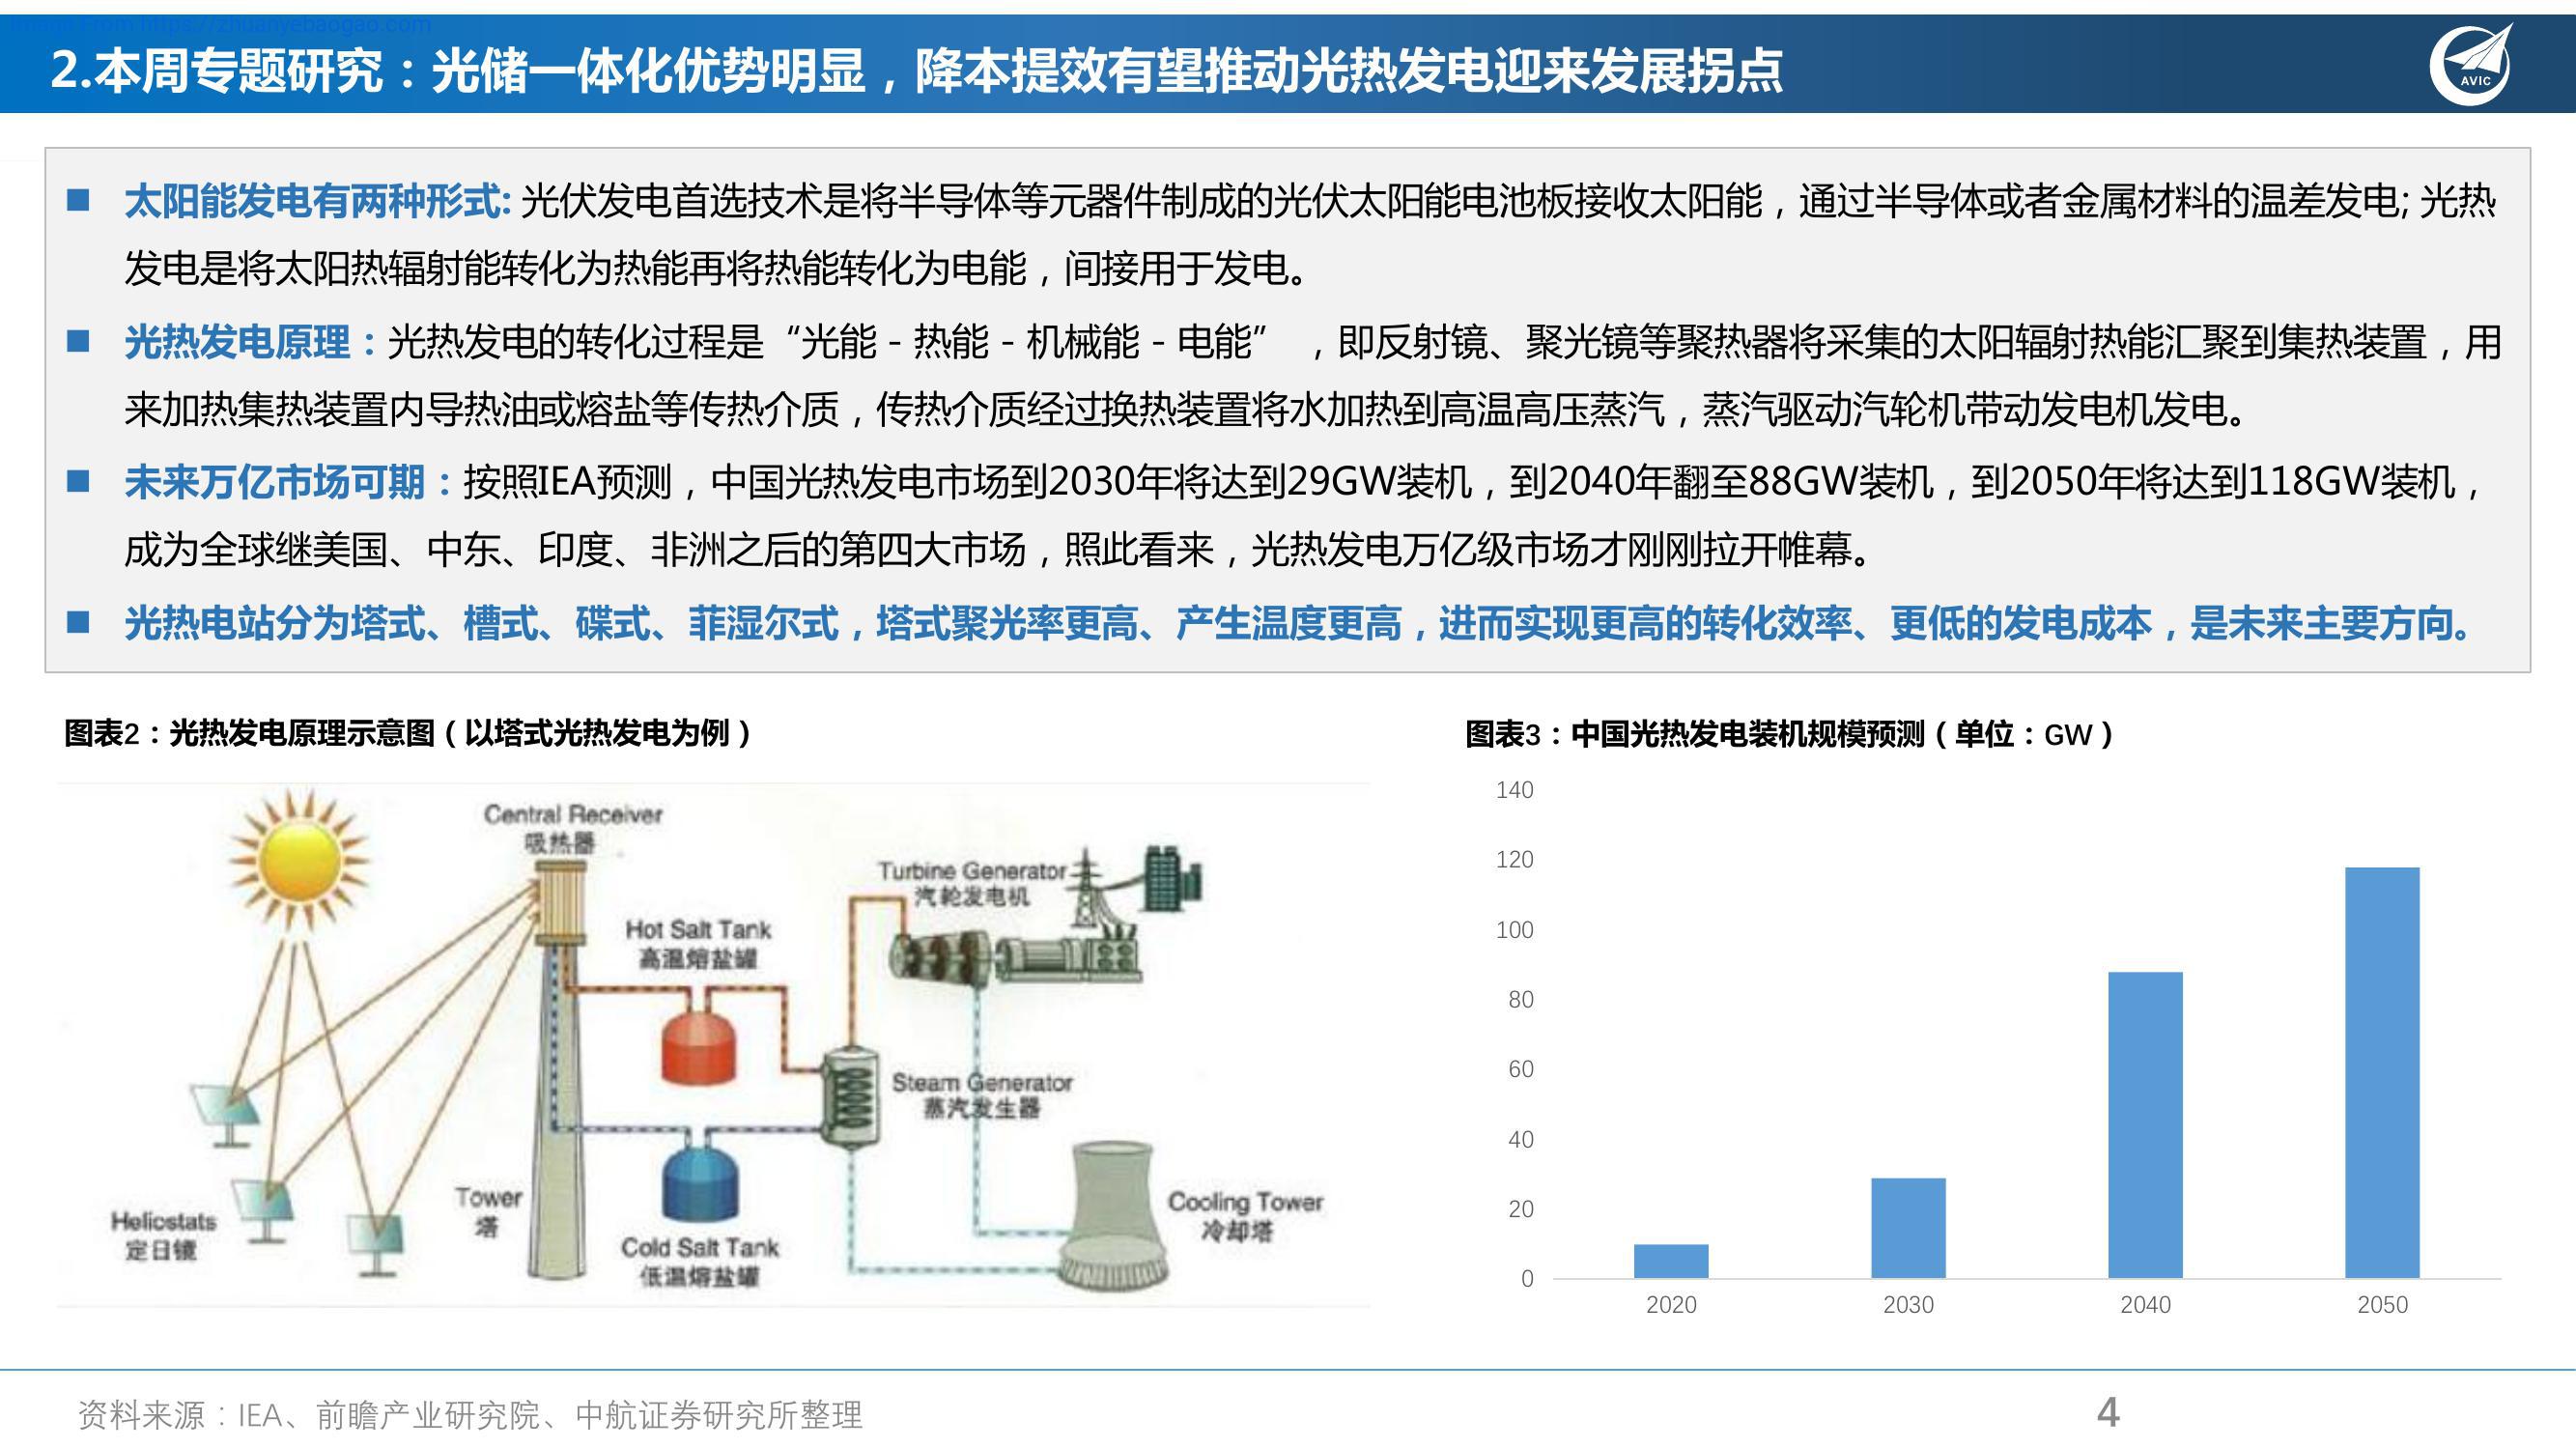 Image From https://zhuanyebaogao.com
2.本周专题研究：光储一体化优势明显，降本提效有望推动光热发电迎来发展拐点
AVIC
■ 太阳能发电有两种形式: 光伏发电首选技术是将半导体等元器件制成的光伏太阳能电池板接收太阳能，通过半导体或者金属材料的温差发电; 光热
发电是将太阳热辐射能转化为热能再将热能转化为电能，间接用于发电。
■ 光热发电原理：光热发电的转化过程是“光能－热能－机械能－电能”，即反射镜、聚光镜等聚热器将采集的太阳辐射热能汇聚到集热装置，用
来加热集热装置内导热油或熔盐等传热介质，传热介质经过换热装置将水加热到高温高压蒸汽，蒸汽驱动汽轮机带动发电机发电。
■ 未来万亿市场可期：按照IEA预测，中国光热发电市场到2030年将达到29GW装机，到2040年翻至88GW装机，到2050年将达到118GW装机，
成为全球继美国、中东、印度、非洲之后的第四大市场，照此看来，光热发电万亿级市场才刚刚拉开帷幕。
■ 光热电站分为塔式、槽式、碟式、菲涅尔式，塔式聚光率更高、产生温度更高，进而实现更高的转化效率、更低的发电成本，是未来主要方向。
图表2：光热发电原理示意图（以塔式光热发电为例）
Central Receiver
吸热器
Turbine Generator
汽轮发电机
Hot Salt Tank
高温熔盐罐
Steam Generator
蒸汽发生器
Tower
塔
Heliostats
定日镜
Cold Salt Tank
低温熔盐罐
Cooling Tower
冷却塔
图表3：中国光热发电装机规模预测（单位：GW）
140
120
100
80
60
40
20
0
2020
2030
2040
2050
资料来源：IEA、前瞻产业研究院、中航证券研究所整理
4